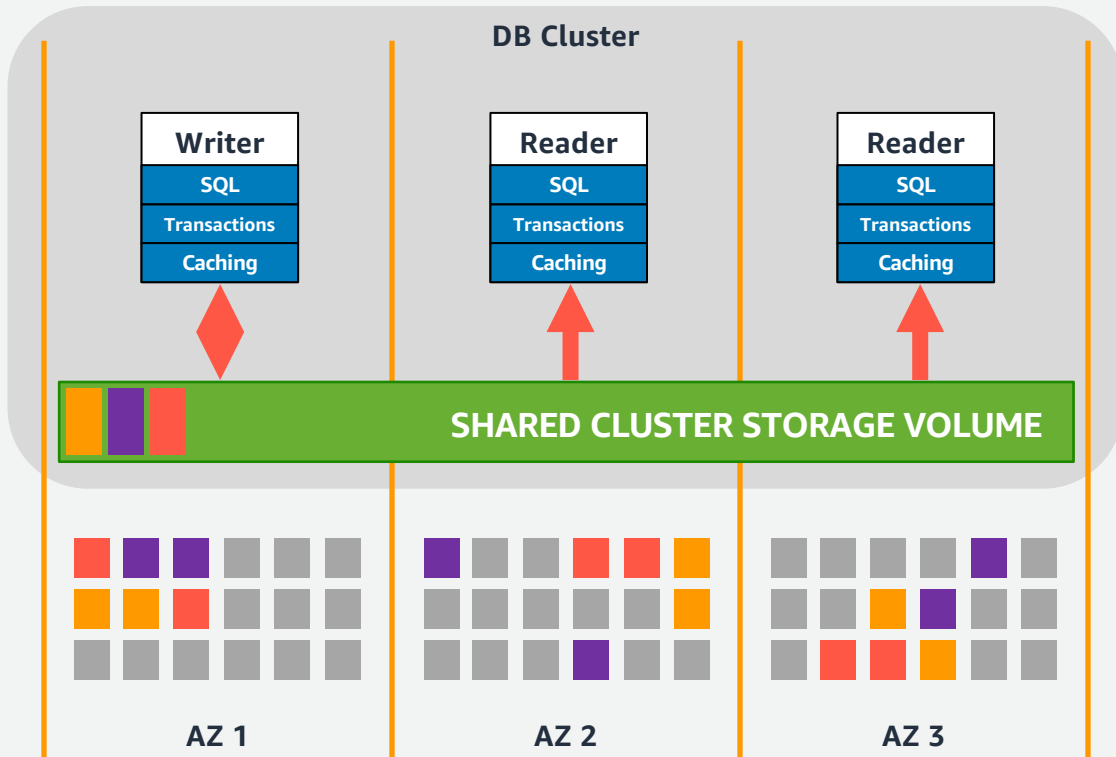 DB Cluster
Writer
SQL
Transactions
Caching
Reader
SQL
Transactions
Caching
Reader
SQL
Transactions
Caching
SHARED CLUSTER STORAGE VOLUME
AZ 1
AZ 2
AZ 3